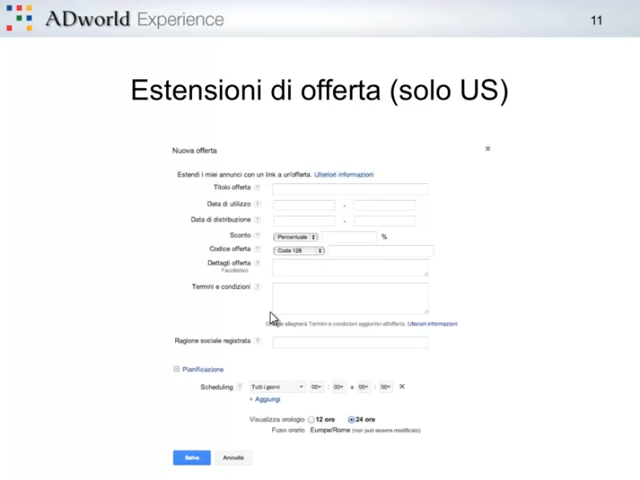 ADworld Experience
11
Estensioni di offerta (solo US)
Nuova offerta
Estendi i miei annunci con un link a un'offerta. Ulteriori informazioni
Titolo offerta ?
Data di utilizzo ? -
Data di distribuzione ? -
Sconto ? Percentuale %
Codice offerta ? Code 128
Dettagli offerta ?
Facoltativo
Termini e condizioni ?
allegherà Termini e condizioni aggiuntivi all'offerta. Ulteriori informazioni
Ragione sociale registrata ?
Pianificazione
Scheduling ? Tutti i giorni 00 : 00 e 00 : 00 X
+ Aggiungi
Visualizza orologio 12 ore 24 ore
Fuso orario Europe/Rome (non può essere modificato)
Salva Annulla